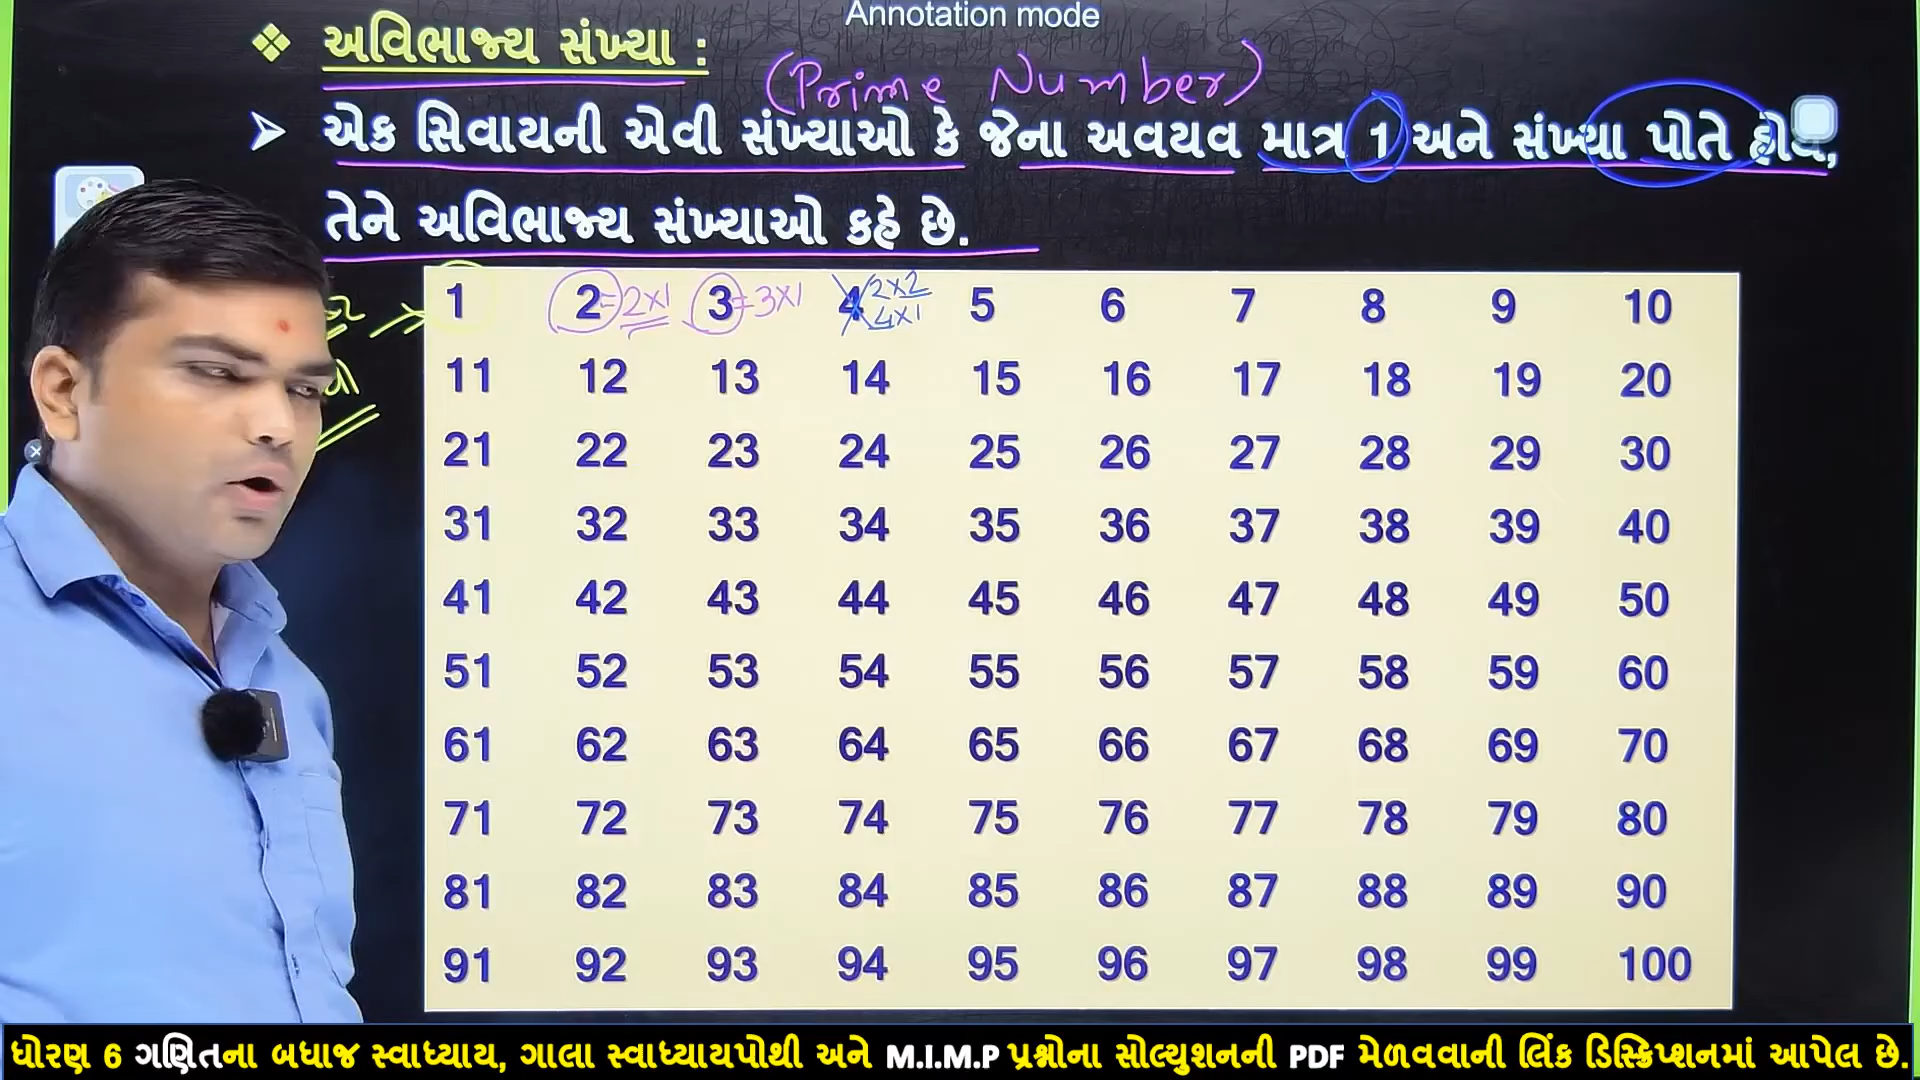 Annotation mode
❖ અવિભાજ્ય સંખ્યા :
(Prime Number)
➤ એક સિવાયની એવી સંખ્યાઓ કે જેના અવયવ માત્ર 1 અને સંખ્યા પોતે હોય,
તેને અવિભાજ્ય સંખ્યાઓ કહે છે.
1 2 = 2×1 3 = 3×1 4 2×2 4×1 5 6 7 8 9 10
11 12 13 14 15 16 17 18 19 20
21 22 23 24 25 26 27 28 29 30
31 32 33 34 35 36 37 38 39 40
41 42 43 44 45 46 47 48 49 50
51 52 53 54 55 56 57 58 59 60
61 62 63 64 65 66 67 68 69 70
71 72 73 74 75 76 77 78 79 80
81 82 83 84 85 86 87 88 89 90
91 92 93 94 95 96 97 98 99 100
ધોરણ 6 ગણિતના બધાજ સ્વાધ્યાય, ગાલા સ્વાધ્યાયપોથી અને M.I.M.P પ્રશ્નોના સોલ્યુશનની PDF મેળવવાની લિંક ડિસ્ક્રિપ્શનમાં આપેલ છે.